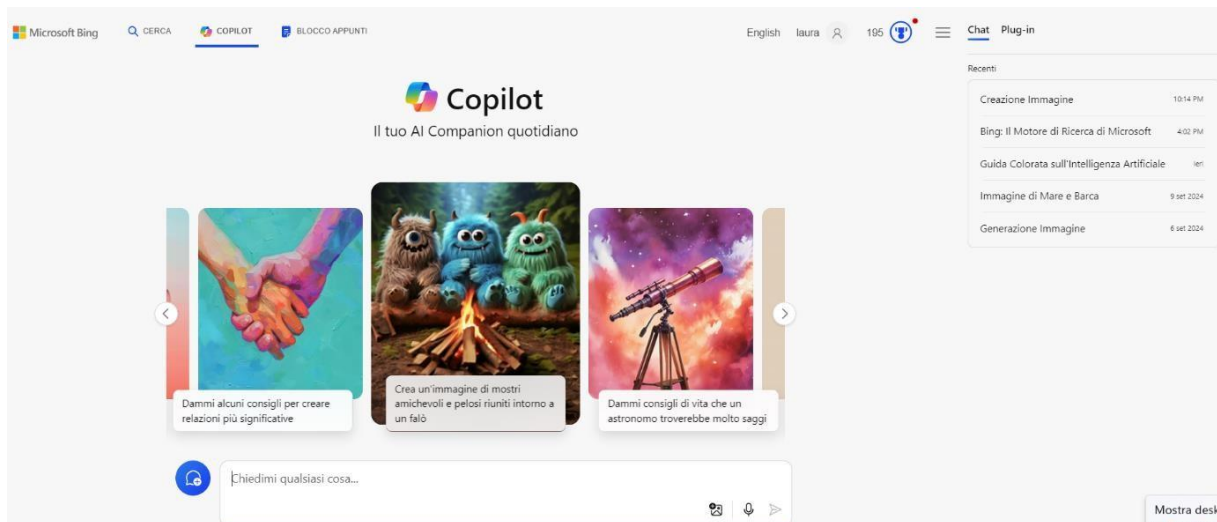 Microsoft Bing
CERCA
COPILOT
BLOCCO APPUNTI
English
laura
195
Chat
Plug-in
Recenti
Creazione Immagine 10:14 PM
Bing: Il Motore di Ricerca di Microsoft 4:02 PM
Guida Colorata sull'Intelligenza Artificiale ieri
Immagine di Mare e Barca 9 set 2024
Generazione Immagine 6 set 2024
Copilot
Il tuo AI Companion quotidiano
Dammi alcuni consigli per creare
relazioni più significative
Crea un'immagine di mostri
amichevoli e pelosi riuniti intorno a
un falò
Dammi consigli di vita che un
astronomo troverebbe molto saggi
Chiedimi qualsiasi cosa...
Mostra desk